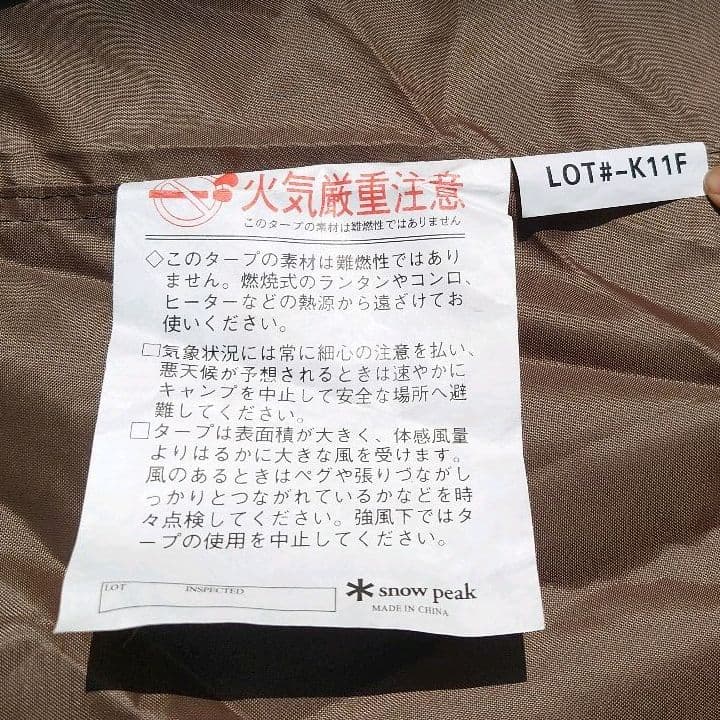 LOT#-K11F
火気厳重注意
このタープの素材は難燃性ではありません
◇このタープの素材は難燃性ではあり
ません。燃焼式のランタンやコンロ、
ヒーターなどの熱源から遠ざけてお
使いください。
□気象状況には常に細心の注意を払い、
悪天候が予想されるときは速やかに
キャンプを中止して安全な場所へ避
難してください。
□タープは表面積が大きく、体感風量
よりはるかに大きな風を受けます。
風のあるときはペグや張りづながし
っかりとつながれているかなどを時
々点検してください。強風下ではタ
ープの使用を中止してください。
LOT INSPECTED
snow peak
MADE IN CHINA